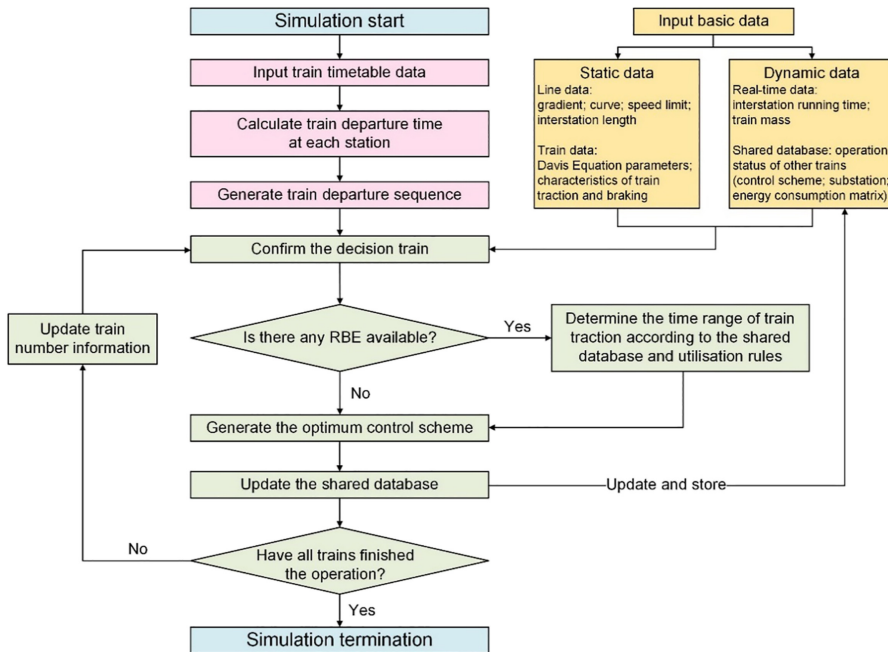 Simulation start
Input train timetable data
Calculate train departure time
at each station
Generate train departure sequence
Input basic data
Static data
Line data:
gradient; curve; speed limit;
interstation length
Train data:
Davis Equation parameters;
characteristics of train
traction and braking
Dynamic data
Real-time data:
interstation running time;
train mass
Shared database: operation
status of other trains
(control scheme; substation;
energy consumption matrix)
Confirm the decision train
Update train
number information
Is there any RBE available?
Yes
Determine the time range of train
traction according to the shared
database and utilisation rules
No
Generate the optimum control scheme
Update the shared database
Update and store
No
Have all trains finished
the operation?
Yes
Simulation termination